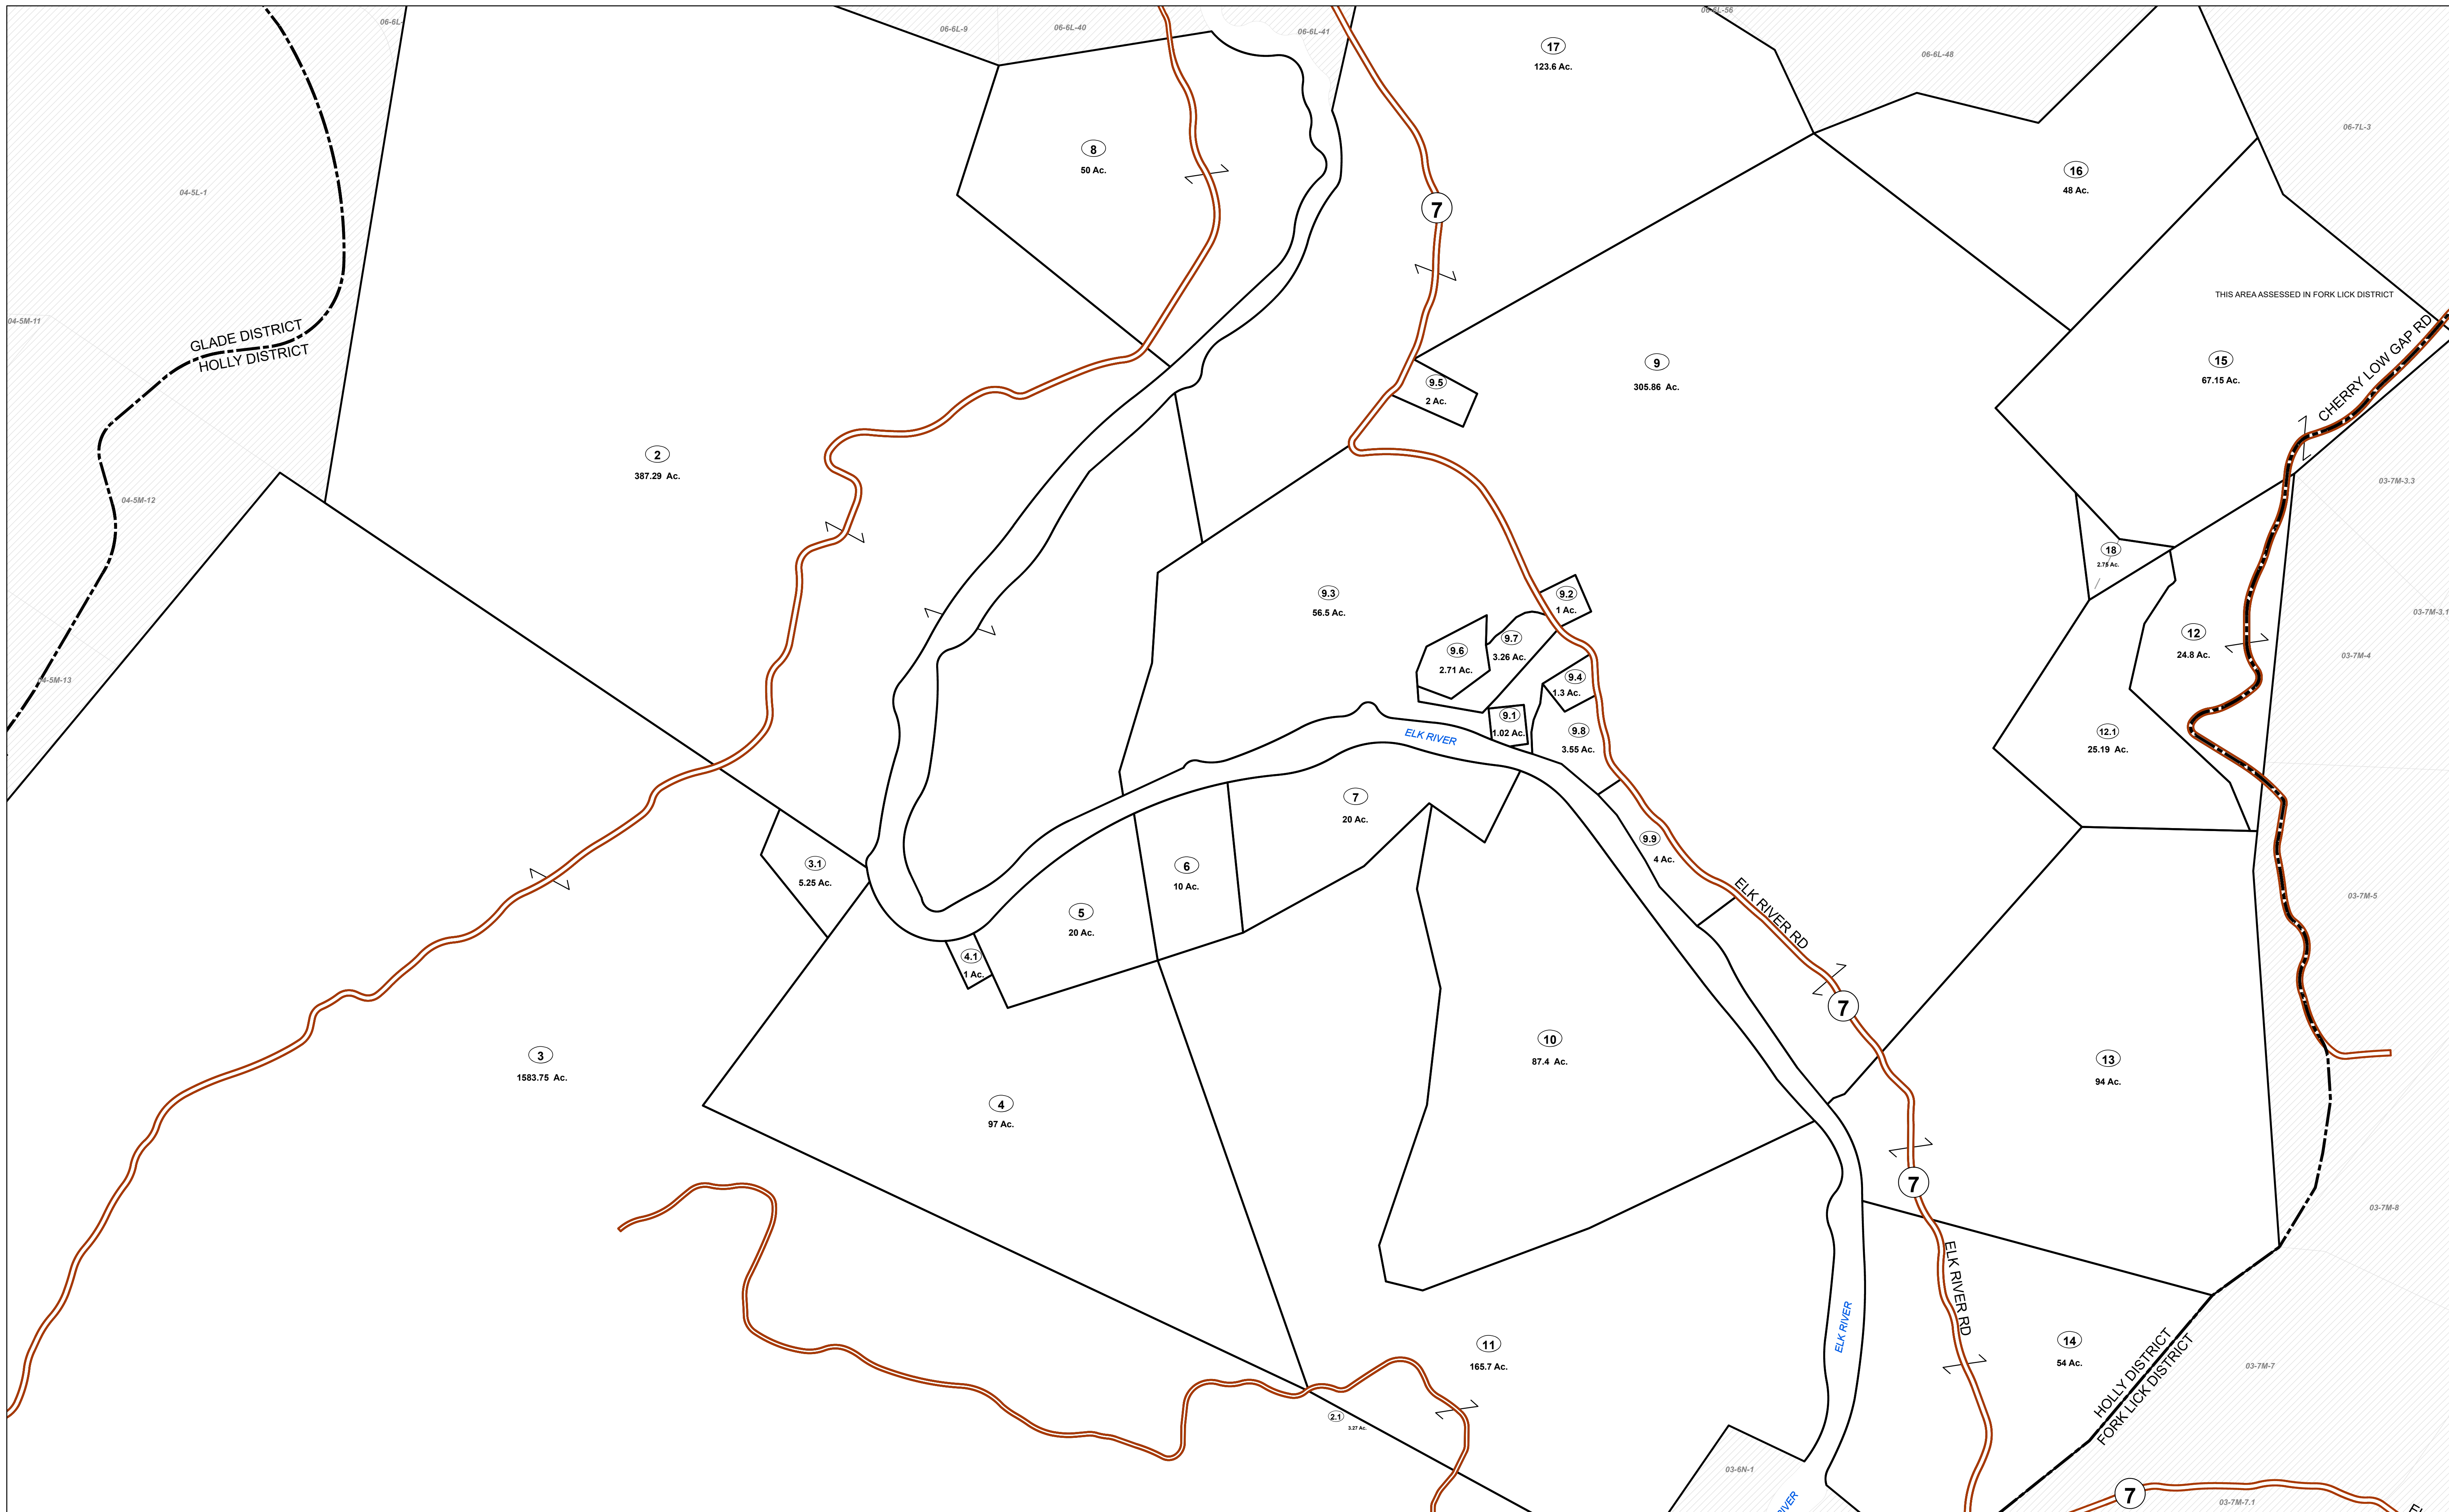 06-6L-9
06-6L-40
06-6L-41
06-6L-56
06-6L-48
17
123.6 Ac.
06-7L-3
8
50 Ac.
16
48 Ac.
04-5L-1
7
THIS AREA ASSESSED IN FORK LICK DISTRICT
04-5M-11
GLADE DISTRICT
HOLLY DISTRICT
CHERRY LOW GAP RD
9
305.86 Ac.
15
67.15 Ac.
9.5
2 Ac.
2
387.29 Ac.
03-7M-3.3
04-5M-12
18
2.75 Ac.
9.3
56.5 Ac.
9.2
1 Ac.
03-7M-3.1
12
24.8 Ac.
9.7
3.26 Ac.
9.6
2.71 Ac.
03-7M-4
9.4
1.3 Ac.
04-5M-13
9.1
1.02 Ac.
9.8
3.55 Ac.
ELK RIVER
12.1
25.19 Ac.
7
20 Ac.
9.9
4 Ac.
3.1
5.25 Ac.
6
10 Ac.
03-7M-5
5
20 Ac.
ELK RIVER RD
4.1
1 Ac.
7
3
1583.75 Ac.
10
87.4 Ac.
13
94 Ac.
4
97 Ac.
7
03-7M-8
ELK RIVER RD
ELK RIVER
11
165.7 Ac.
14
54 Ac.
03-7M-7
HOLLY DISTRICT
FORK LICK DISTRICT
2.1
3.27 Ac.
03-6N-1
7
03-7M-7.1